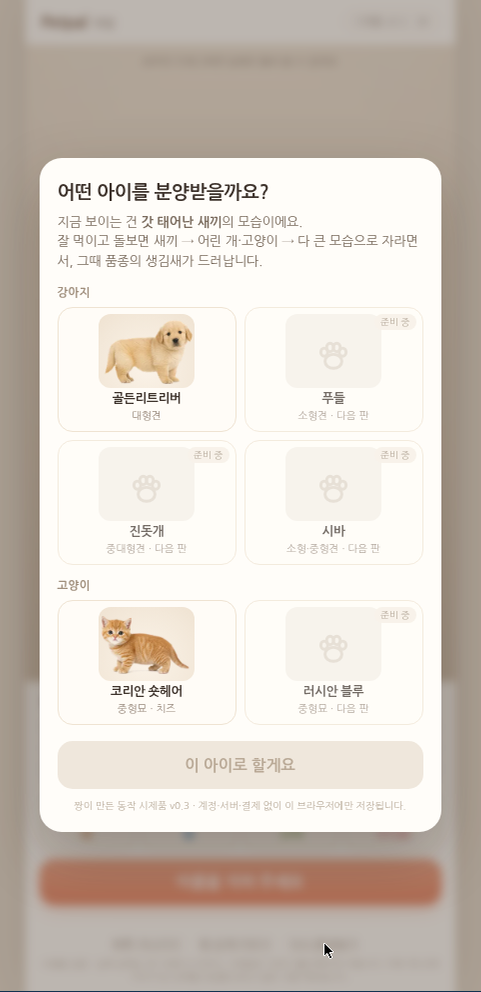 어떤 아이를 분양받을까요?
지금 보이는 건 갓 태어난 새끼의 모습이에요.
잘 먹이고 돌보면 새끼 → 어린 개·고양이 → 다 큰 모습으로 자라면
서, 그때 품종의 생김새가 드러납니다.
강아지
골든리트리버
대형견
준비 중
푸들
소형견 · 다음 판
준비 중
진돗개
중대형견 · 다음 판
준비 중
시바
소형·중형견 · 다음 판
고양이
코리안 숏헤어
중형묘 · 치즈
준비 중
러시안 블루
중형묘 · 다음 판
이 아이로 할게요
짱이 만든 동작 시제품 v0.3 · 계정·서버·결제 없이 이 브라우저에만 저장됩니다.